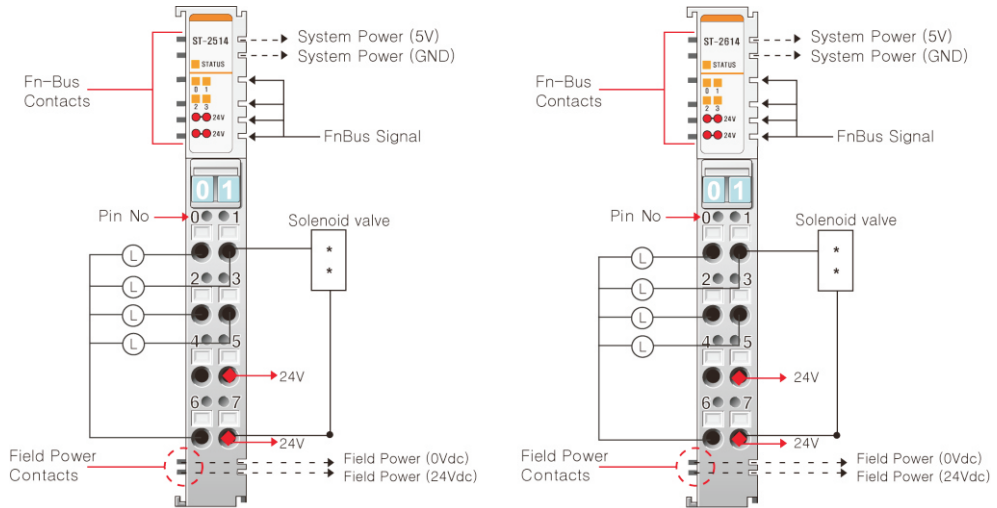 ST-2514
STATUS
0 1
2 3
24V
24V
System Power (5V)
System Power (GND)
Fn-Bus
Contacts
FnBus Signal
01
Pin No
0 1
Solenoid valve
L
*
*
L
2 3
L
L
4 5
24V
6 7
24V
Field Power
Contacts
Field Power (0Vdc)
Field Power (24Vdc)
ST-2614
STATUS
0 1
2 3
24V
24V
System Power (5V)
System Power (GND)
Fn-Bus
Contacts
FnBus Signal
01
Pin No
0 1
Solenoid valve
L
*
*
L
2 3
L
L
4 5
24V
6 7
24V
Field Power
Contacts
Field Power (0Vdc)
Field Power (24Vdc)